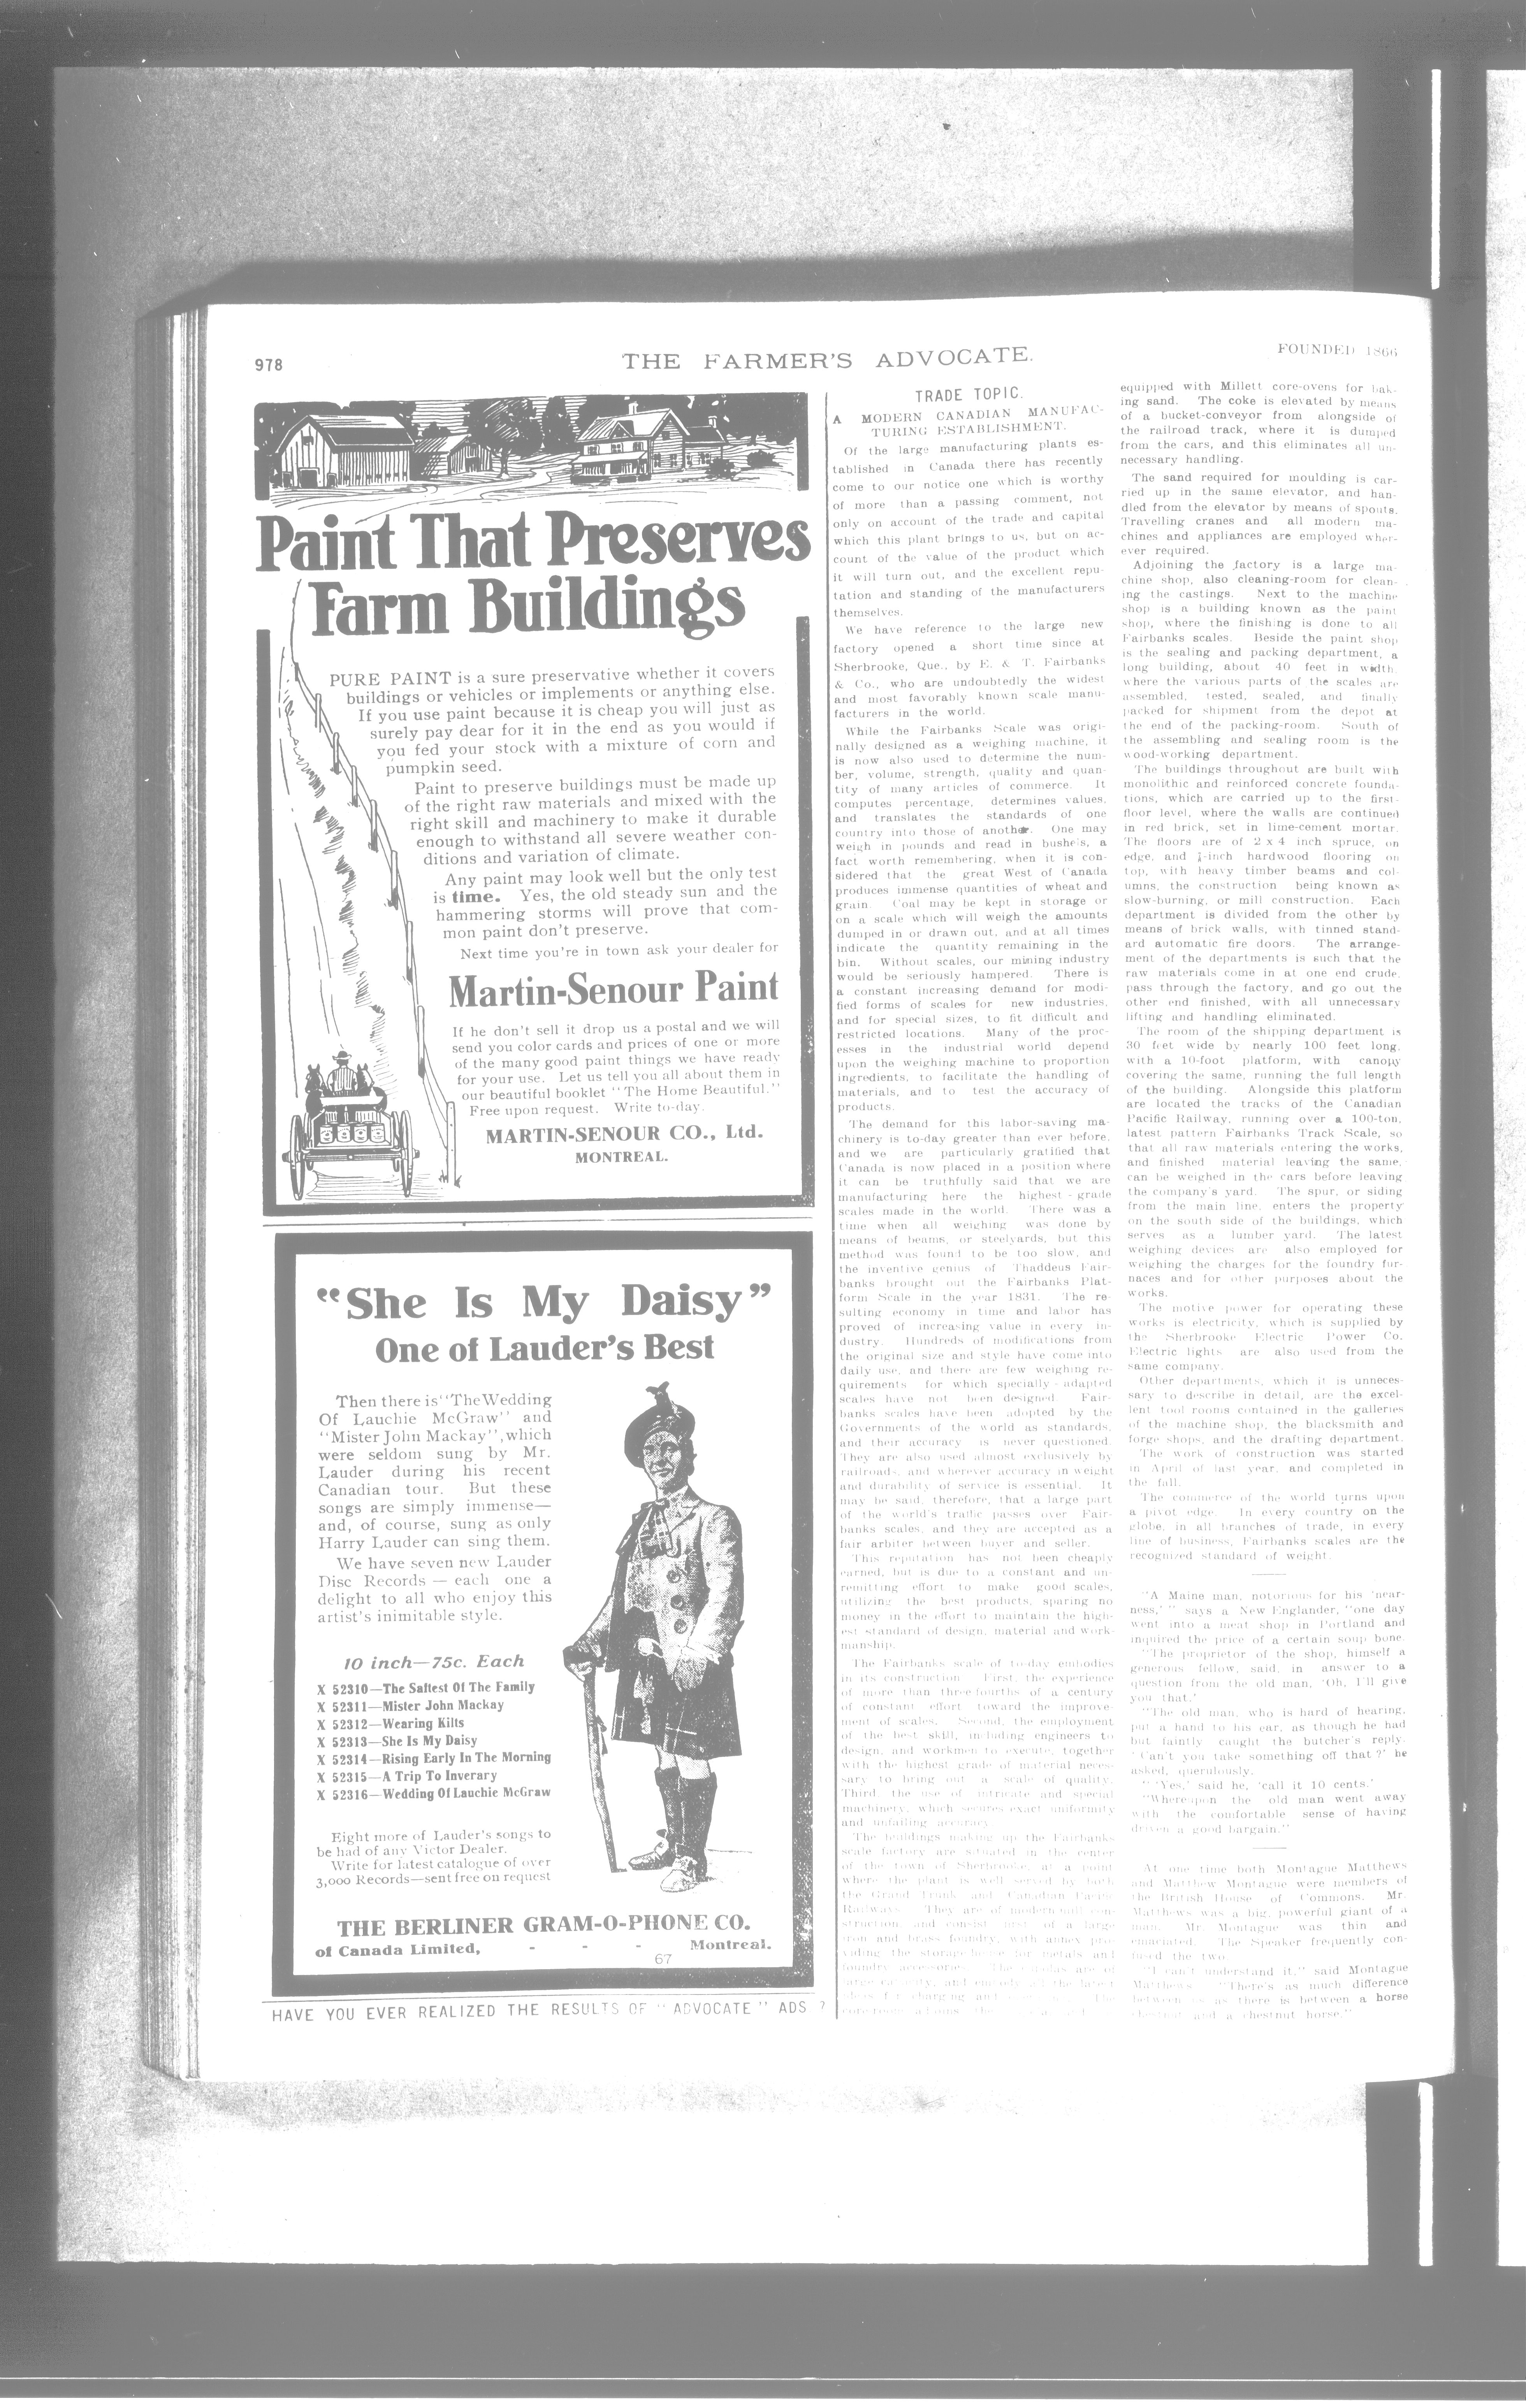 978
THE FARMER'S ADVOCATE.
FOUNDED 1866
Paint That Preserves
Farm Buildings
PURE PAINT is a sure preservative whether it covers
buildings or vehicles or implements or anything else.
If you use paint because it is cheap you will just as
surely pay dear for it in the end as you would if
you fed your stock with a mixture of corn and
pumpkin seed.
Paint to preserve buildings must be made up
of the right raw materials and mixed with the
right skill and machinery to make it durable
enough to withstand all severe weather con-
ditions and variation of climate.
Any paint may look well but the only test
is time. Yes, the old steady sun and the
hammering storms will prove that com-
mon paint don't preserve.
Next time you're in town ask your dealer for
Martin-Senour Paint
If he don't sell it drop us a postal and we will
send you color cards and prices of one or more
of the many good paint things we have ready
for your use. Let us tell you all about them in
our beautiful booklet "The Home Beautiful."
Free upon request. Write to-day.
MARTIN-SENOUR CO., Ltd.
MONTREAL.
"She Is My Daisy"
One of Lauder's Best
Then there is "The Wedding
Of Lauchie McGraw" and
"Mister John Mackay", which
were seldom sung by Mr.
Lauder during his recent
Canadian tour. But these
songs are simply immense—
and, of course, sung as only
Harry Lauder can sing them.
We have seven new Lauder
Disc Records — each one a
delight to all who enjoy this
artist's inimitable style.
10 inch—75c. Each
X 52310—The Saftest Of The Family
X 52311—Mister John Mackay
X 52312—Wearing Kilts
X 52313—She Is My Daisy
X 52314—Rising Early In The Morning
X 52315—A Trip To Inverary
X 52316—Wedding Of Lauchie McGraw
Eight more of Lauder's songs to
be had of any Victor Dealer.
Write for latest catalogue of over
3,000 Records—sent free on request
THE BERLINER GRAM-O-PHONE CO.
of Canada Limited, - - - Montreal.
67
HAVE YOU EVER REALIZED THE RESULTS OF "ADVOCATE" ADS ?
TRADE TOPIC.
A MODERN CANADIAN MANUFAC-
TURING ESTABLISHMENT.
Of the large manufacturing plants es-
tablished in Canada there has recently
come to our notice one which is worthy
of more than a passing comment, not
only on account of the trade and capital
which this plant brings to us, but on ac-
count of the value of the product which
it will turn out, and the excellent repu-
tation and standing of the manufacturers
themselves.
We have reference to the large new
factory opened a short time since at
Sherbrooke, Que., by E. & T. Fairbanks
& Co., who are undoubtedly the widest
and most favorably known scale manu-
facturers in the world.
While the Fairbanks Scale was origi-
nally designed as a weighing machine, it
is now also used to determine the num-
ber, volume, strength, quality and quan-
tity of many articles of commerce. It
computes percentage, determines values,
and translates the standards of one
country into those of another. One may
weigh in pounds and read in bushels, a
fact worth remembering, when it is con-
sidered that the great West of Canada
produces immense quantities of wheat and
grain. Coal may be kept in storage or
on a scale which will weigh the amounts
dumped in or drawn out, and at all times
indicate the quantity remaining in the
bin. Without scales, our mining industry
would be seriously hampered. There is
a constant increasing demand for modi-
fied forms of scales for new industries,
and for special sizes, to fit difficult and
restricted locations. Many of the proc-
esses in the industrial world depend
upon the weighing machine to proportion
ingredients, to facilitate the handling of
materials, and to test the accuracy of
products.
The demand for this labor-saving ma-
chinery is to-day greater than ever before,
and we are particularly gratified that
Canada is now placed in a position where
it can be truthfully said that we are
manufacturing here the highest-grade
scales made in the world. There was a
time when all weighing was done by
means of beams, or steelyards, but this
method was found to be too slow, and
the inventive genius of Thaddeus Fair-
banks brought out the Fairbanks Plat-
form Scale in the year 1831. The re-
sulting economy in time and labor has
proved of increasing value in every in-
dustry. Hundreds of modifications from
the original size and style have come into
daily use, and there are few weighing re-
quirements for which specially-adapted
scales have not been designed. Fair-
banks scales have been adopted by the
Governments of the world as standards,
and their accuracy is never questioned.
They are also used almost exclusively by
railroads, and wherever accuracy in weight
and durability of service is essential. It
may be said, therefore, that a large part
of the world's traffic passes over Fair-
banks scales, and they are accepted as a
fair arbiter between buyer and seller.
This reputation has not been cheaply
earned, but is due to a constant and un-
remitting effort to make good scales,
utilizing the best products, sparing no
money in the effort to maintain the high-
est standard of design, material and work-
manship.
The Fairbanks scale of to-day embodies
in its construction First, the experience
of more than three-fourths of a century
of constant effort toward the improve-
ment of scales. Second, the employment
of the best skill, including engineers to
design, and workmen to execute, together
with the highest grade of material neces-
sary to bring out a scale of quality.
Third, the use of intricate and special
machinery, which secures exact uniformity
and unfailing accuracy
The buildings making up the Fairbanks
scale factory are situated in the center
of the town of Sherbrooke, at a point
where the plant is well served by both
the Grand Trunk and Canadian Pacific
Railways. They are of modern mill con-
struction, and consist first of a large
iron and brass foundry, with annex pro-
viding the storage-house for metals and
foundry accessories. The cupolas are of
large capacity, and embody all the latest
ideas for charging and The
equipped with Millett core-ovens for bak-
ing sand. The coke is elevated by means
of a bucket-conveyor from alongside of
the railroad track, where it is dumped
from the cars, and this eliminates all un-
necessary handling.
The sand required for moulding is car-
ried up in the same elevator, and han-
dled from the elevator by means of spouts.
Travelling cranes and all modern ma-
chines and appliances are employed wher-
ever required.
Adjoining the factory is a large ma-
chine shop, also cleaning-room for clean-
ing the castings. Next to the machine
shop is a building known as the paint
shop, where the finishing is done to all
Fairbanks scales. Beside the paint shop
is the sealing and packing department, a
long building, about 40 feet in width,
where the various parts of the scales are
assembled, tested, sealed, and finally
packed for shipment from the depot at
the end of the packing-room. South of
the assembling and sealing room is the
wood-working department.
The buildings throughout are built with
monolithic and reinforced concrete founda-
tions, which are carried up to the first-
floor level, where the walls are continued
in red brick, set in lime-cement mortar.
The floors are of 2 x 4 inch spruce, on
edge, and ⅞-inch hardwood flooring on
top, with heavy timber beams and col-
umns, the construction being known as
slow-burning, or mill construction. Each
department is divided from the other by
means of brick walls, with tinned stand-
ard automatic fire doors. The arrange-
ment of the departments is such that the
raw materials come in at one end crude,
pass through the factory, and go out the
other end finished, with all unnecessary
lifting and handling eliminated.
The room of the shipping department is
30 feet wide by nearly 100 feet long,
with a 10-foot platform, with canopy
covering the same, running the full length
of the building. Alongside this platform
are located the tracks of the Canadian
Pacific Railway, running over a 100-ton,
latest pattern Fairbanks Track Scale, so
that all raw materials entering the works,
and finished material leaving the same,
can be weighed in the cars before leaving
the company's yard. The spur, or siding
from the main line, enters the property
on the south side of the buildings, which
serves as a lumber yard. The latest
weighing devices are also employed for
weighing the charges for the foundry fur-
naces and for other purposes about the
works.
The motive power for operating these
works is electricity, which is supplied by
the Sherbrooke Electric Power Co.
Electric lights are also used from the
same company.
Other departments, which it is unneces-
sary to describe in detail, are the excel-
lent tool rooms contained in the galleries
of the machine shop, the blacksmith and
forge shops, and the drafting department.
The work of construction was started
in April of last year, and completed in
the fall.
The commerce of the world turns upon
a pivot edge. In every country on the
globe, in all branches of trade, in every
line of business, Fairbanks scales are the
recognized standard of weight.
"A Maine man, notorious for his 'near-
ness,' " says a New Englander, "one day
went into a meat shop in Portland and
inquired the price of a certain soup bone.
"The proprietor of the shop, himself a
generous fellow, said, in answer to a
question from the old man, 'Oh, I'll give
you that.'
"The old man, who is hard of hearing,
put a hand to his ear, as though he had
but faintly caught the butcher's reply.
'Can't you take something off that?' he
asked, querulously.
" 'Yes,' said he, 'call it 10 cents.'
"Whereupon the old man went away
with the comfortable sense of having
driven a good bargain."
At one time both Montague Matthews
and Matthew Montague were members of
the British House of Commons. Mr.
Matthews was a big, powerful giant of a
man. Mr. Montague was thin and
emaciated. The Speaker frequently con-
fused the two.
"I can't understand it," said Montague
Matthews. "There's as much difference
between us as there is between a horse
chestnut and a chestnut horse."